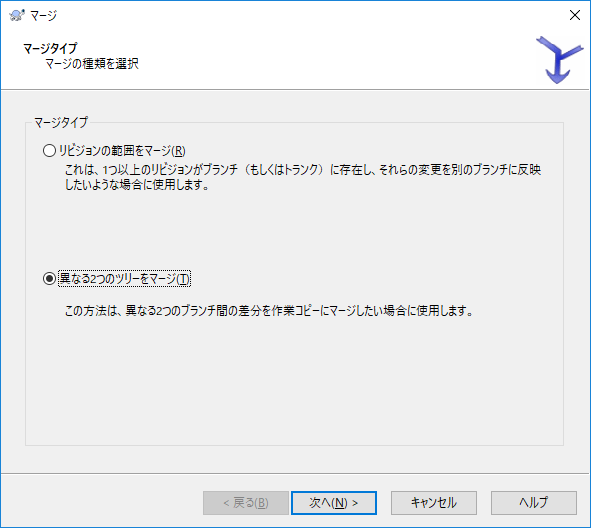 マージ
マージタイプ
マージの種類を選択
マージタイプ
リビジョンの範囲をマージ(R)
これは、1つ以上のリビジョンがブランチ（もしくはトランク）に存在し、それらの変更を別のブランチに反映
したいような場合に使用します。
異なる2つのツリーをマージ(T)
この方法は、異なる2つのブランチ間の差分を作業コピーにマージしたい場合に使用します。
< 戻る(B)
次へ(N) >
キャンセル
ヘルプ